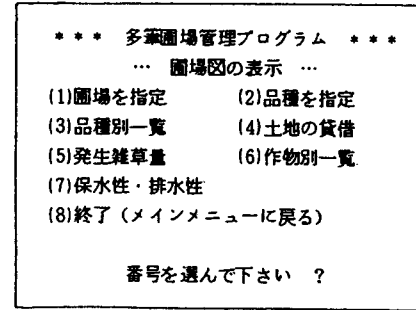 ＊＊＊ 多筆圃場管理プログラム ＊＊＊
… 圃場図の表示 …
(1)圃場を指定 (2)品種を指定
(3)品種別一覧 (4)土地の貸借
(5)発生雑草量 (6)作物別一覧
(7)保水性・排水性
(8)終了（メインメニューに戻る）
番号を選んで下さい ？